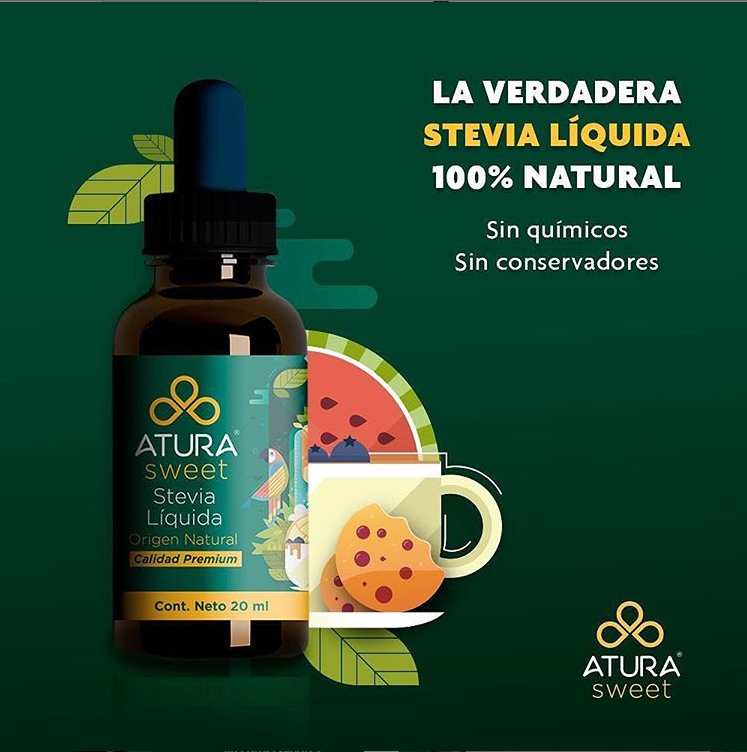 LA VERDADERA
STEVIA LÍQUIDA
100% NATURAL
Sin químicos
Sin conservadores
ATURA®
sweet
Stevia
Líquida
Origen Natural
Calidad Premium
Cont. Neto 20 ml
ATURA®
sweet